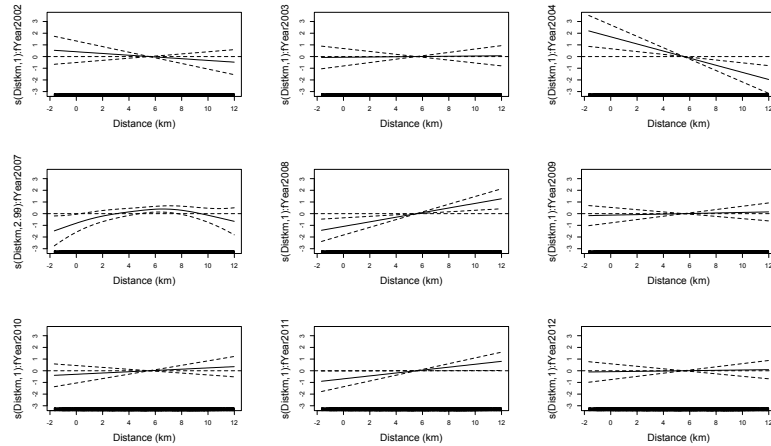 s(Distkm,1):fYear2002
3
2
1
0
-1
-2
-3
-2 0 2 4 6 8 10 12
Distance (km)
s(Distkm,1):fYear2003
3
2
1
0
-1
-2
-3
-2 0 2 4 6 8 10 12
Distance (km)
s(Distkm,1):fYear2004
3
2
1
0
-1
-2
-3
-2 0 2 4 6 8 10 12
Distance (km)
s(Distkm,2.99):fYear2007
3
2
1
0
-1
-2
-3
-2 0 2 4 6 8 10 12
Distance (km)
s(Distkm,1):fYear2008
3
2
1
0
-1
-2
-3
-2 0 2 4 6 8 10 12
Distance (km)
s(Distkm,1):fYear2009
3
2
1
0
-1
-2
-3
-2 0 2 4 6 8 10 12
Distance (km)
s(Distkm,1):fYear2010
3
2
1
0
-1
-2
-3
-2 0 2 4 6 8 10 12
Distance (km)
s(Distkm,1):fYear2011
3
2
1
0
-1
-2
-3
-2 0 2 4 6 8 10 12
Distance (km)
s(Distkm,1):fYear2012
3
2
1
0
-1
-2
-3
-2 0 2 4 6 8 10 12
Distance (km)